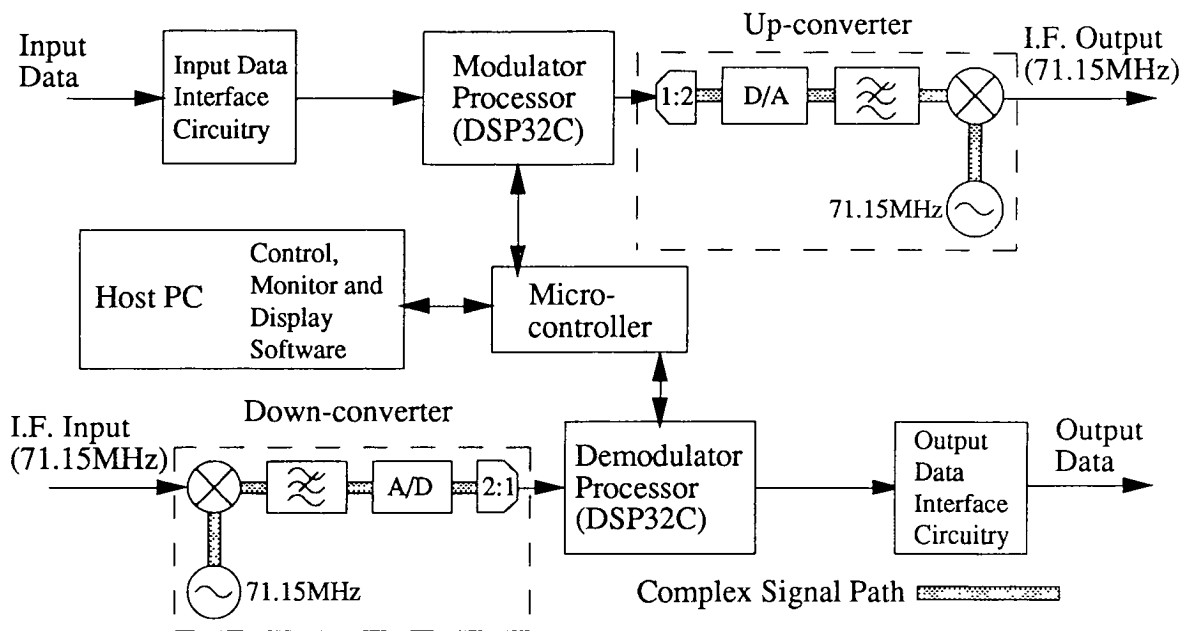 Up-converter
Input
Data
Input Data
Interface
Circuitry
Modulator
Processor
(DSP32C)
1:2
D/A
I.F. Output
(71.15MHz)
71.15MHz
Host PC
Control,
Monitor and
Display
Software
Micro-
controller
Down-converter
I.F. Input
(71.15MHz)
A/D
2:1
71.15MHz
Demodulator
Processor
(DSP32C)
Output
Data
Interface
Circuitry
Output
Data
Complex Signal Path